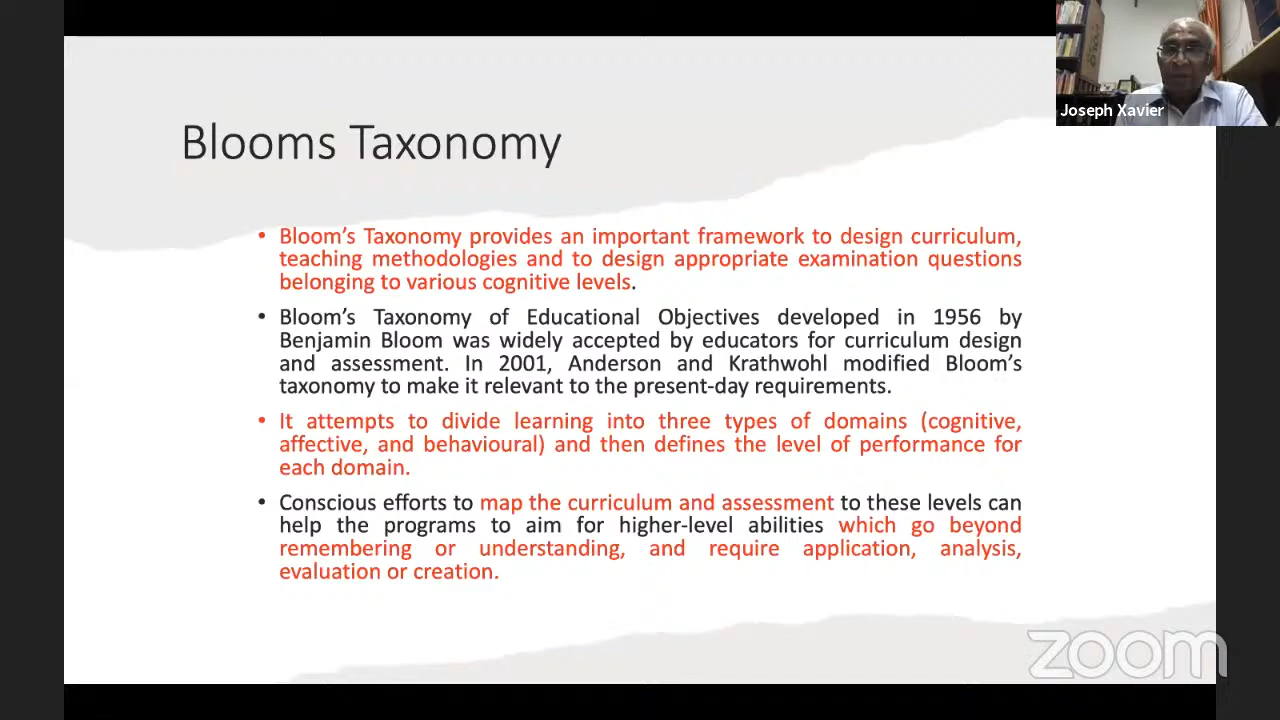 Joseph Xavier
Blooms Taxonomy
• Bloom's Taxonomy provides an important framework to design curriculum,
teaching methodologies and to design appropriate examination questions
belonging to various cognitive levels.
• Bloom's Taxonomy of Educational Objectives developed in 1956 by
Benjamin Bloom was widely accepted by educators for curriculum design
and assessment. In 2001, Anderson and Krathwohl modified Bloom's
taxonomy to make it relevant to the present-day requirements.
• It attempts to divide learning into three types of domains (cognitive,
affective, and behavioural) and then defines the level of performance for
each domain.
• Conscious efforts to map the curriculum and assessment to these levels can
help the programs to aim for higher-level abilities which go beyond
remembering or understanding, and require application, analysis,
evaluation or creation.
zoom